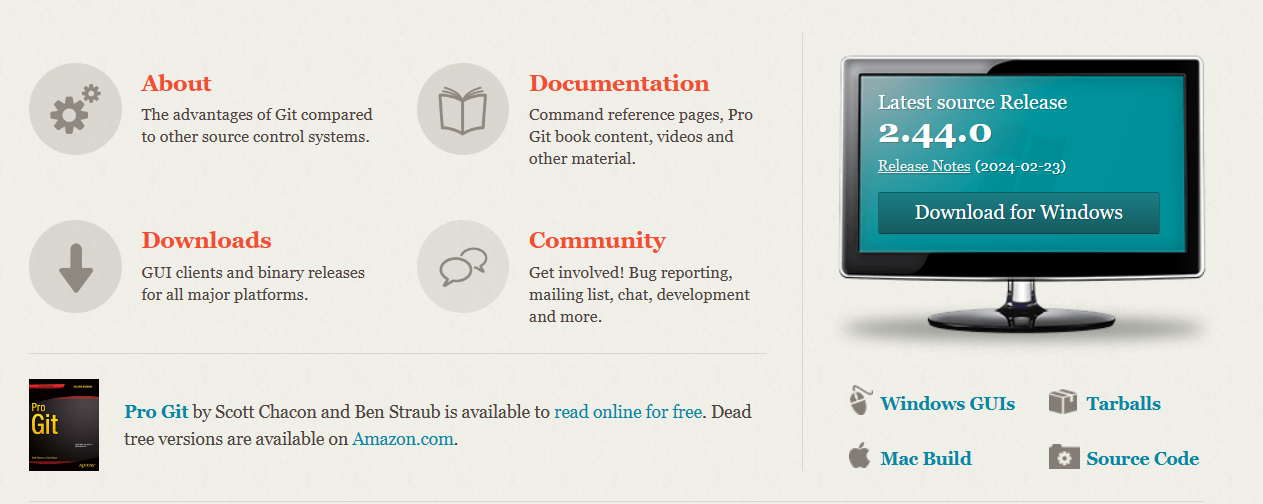 About
The advantages of Git compared
to other source control systems.
Documentation
Command reference pages, Pro
Git book content, videos and
other material.
Downloads
GUI clients and binary releases
for all major platforms.
Community
Get involved! Bug reporting,
mailing list, chat, development
and more.
Pro
Git
Pro Git by Scott Chacon and Ben Straub is available to read online for free. Dead
tree versions are available on Amazon.com.
Latest source Release
2.44.0
Release Notes (2024-02-23)
Download for Windows
Windows GUIs
Tarballs
Mac Build
Source Code